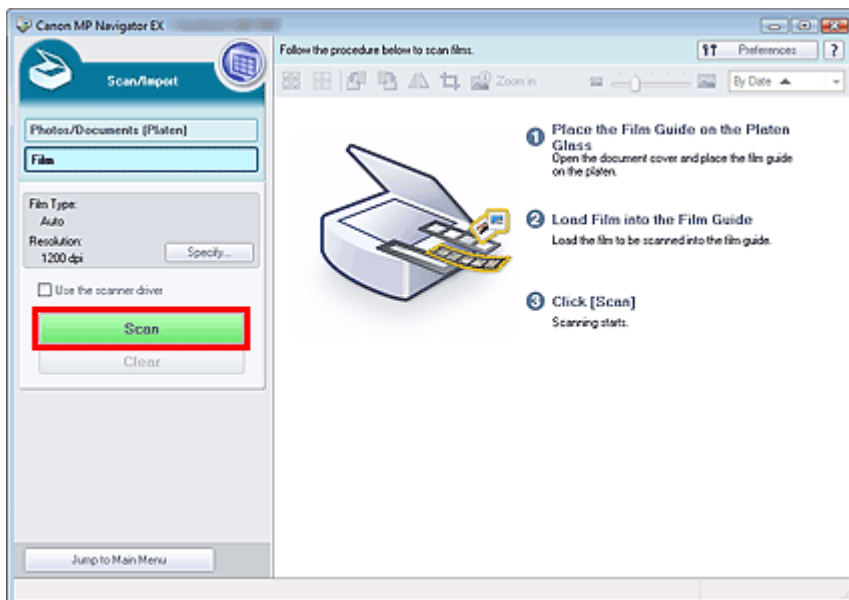 Canon MP Navigator EX
Scan/Import
Follow the procedure below to scan films.
Preferences
?
Zoom in
By Date
Photos/Documents (Platen)
Film
Film Type:
Auto
Resolution:
1200 dpi
Specify...
Use the scanner driver
Scan
Clear
1 Place the Film Guide on the Platen
Glass
Open the document cover and place the film guide
on the platen.
2 Load Film into the Film Guide
Load the film to be scanned into the film guide.
3 Click [Scan]
Scanning starts.
Jump to Main Menu